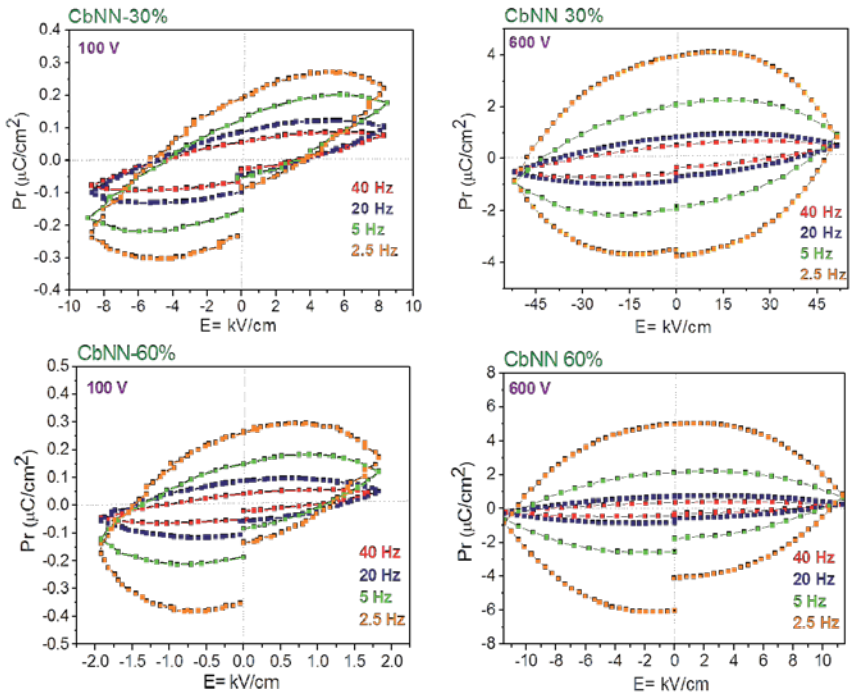 CbNN-30%
100 V
Pr (µC/cm²)
0.4
0.3
0.2
0.1
0.0
-0.1
-0.2
-0.3
-0.4
40 Hz
20 Hz
5 Hz
2.5 Hz
-10 -8 -6 -4 -2 0 2 4 6 8 10
E= kV/cm
CbNN 30%
600 V
Pr (µC/cm²)
4
2
0
-2
-4
40 Hz
20 Hz
5 Hz
2.5 Hz
-45 -30 -15 0 15 30 45
E= kV/cm
CbNN-60%
100 V
Pr (µC/cm²)
0.5
0.4
0.3
0.2
0.1
0.0
-0.1
-0.2
-0.3
-0.4
-0.5
40 Hz
20 Hz
5 Hz
2.5 Hz
-2.0 -1.5 -1.0 -0.5 0.0 0.5 1.0 1.5 2.0
E= kV/cm
CbNN 60%
600 V
Pr (µC/cm²)
8
6
4
2
0
-2
-4
-6
-8
40 Hz
20 Hz
5 Hz
2.5 Hz
-10 -8 -6 -4 -2 0 2 4 6 8 10
E= kV/cm